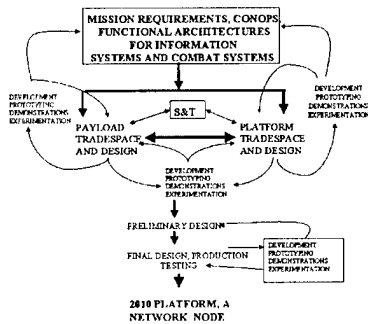 MISSION REQUIREMENTS, CONOPS
FUNCTIONAL ARCHITECTURES
FOR INFORMATION
SYSTEMS AND COMBAT SYSTEMS
DEVELOPMENT
PROTOTYPING
DEMONSTRATIONS
EXPERIMENTATION
DEVELOPMENT
PROTOTYPING
DEMONSTRATIONS
EXPERIMENTATION
S&T
PAYLOAD
TRADESPACE
AND DESIGN
PLATFORM
TRADESPACE
AND DESIGN
DEVELOPMENT
PROTOTYPING
DEMONSTRATIONS
EXPERIMENTATION
PRELIMINARY DESIGN
FINAL DESIGN, PRODUCTION
TESTING
DEVELOPMENT
PROTOTYPING
DEMONSTRATIONS
EXPERIMENTATION
2010 PLATFORM, A
NETWORK NODE